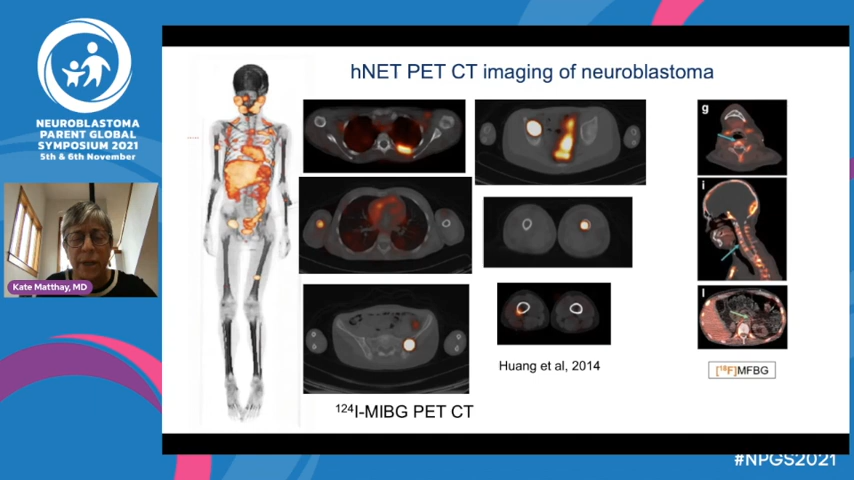 NEUROBLASTOMA
PARENT GLOBAL
SYMPOSIUM 2021
5th & 6th November
Kate Matthay, MD
hNET PET CT imaging of neuroblastoma
g
i
l
Huang et al, 2014
[¹⁸F]MFBG
¹²⁴I-MIBG PET CT
#NPGS2021